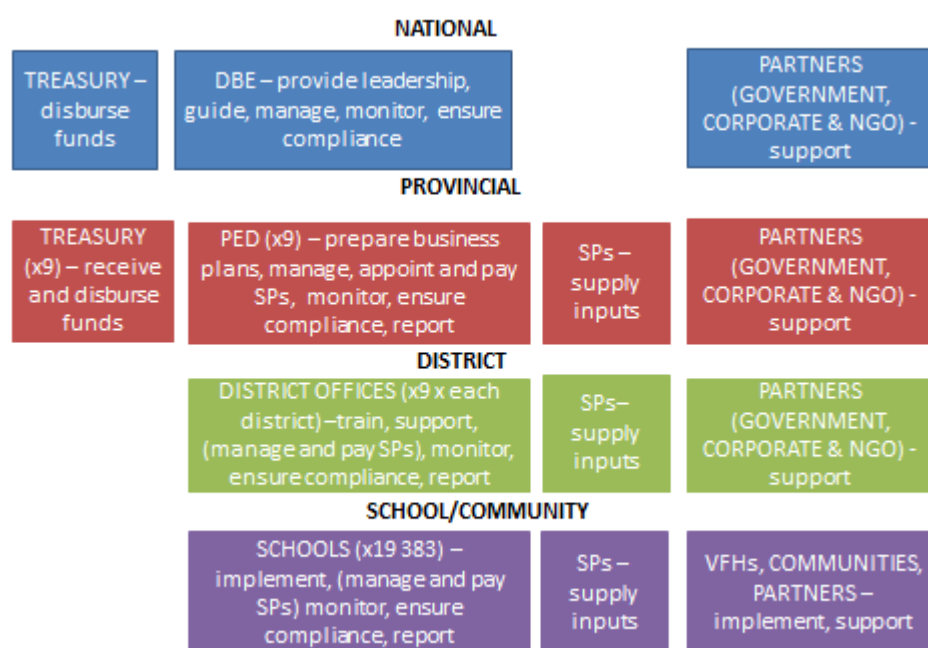 NATIONAL
TREASURY –
disburse
funds
DBE – provide leadership,
guide, manage, monitor, ensure
compliance
PARTNERS
(GOVERNMENT,
CORPORATE & NGO) -
support
PROVINCIAL
TREASURY
(x9) – receive
and disburse
funds
PED (x9) – prepare business
plans, manage, appoint and pay
SPs, monitor, ensure
compliance, report
SPs –
supply
inputs
PARTNERS
(GOVERNMENT,
CORPORATE & NGO) -
support
DISTRICT
DISTRICT OFFICES (x9 x each
district) –train, support,
(manage and pay SPs), monitor,
ensure compliance, report
SPs–
supply
inputs
PARTNERS
(GOVERNMENT,
CORPORATE & NGO) -
support
SCHOOL/COMMUNITY
SCHOOLS (x19 383) –
implement, (manage and pay
SPs) monitor, ensure
compliance, report
SPs –
supply
inputs
VFHs, COMMUNITIES,
PARTNERS –
implement, support